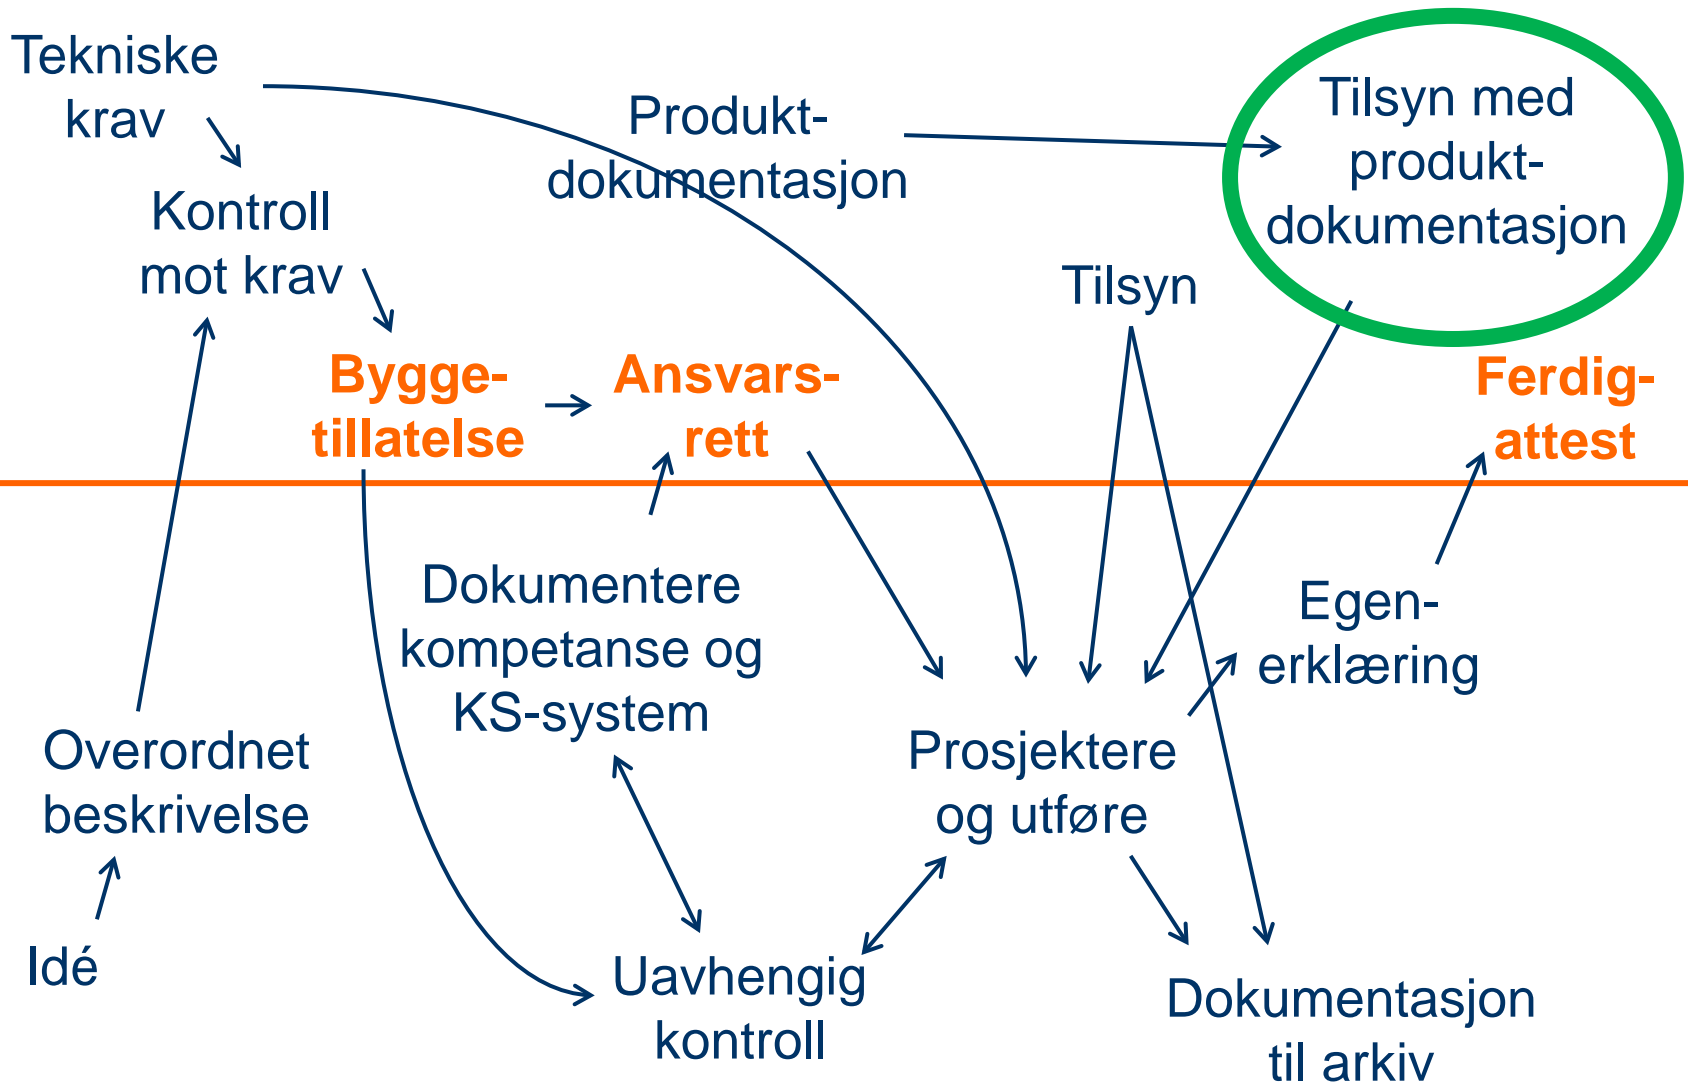 Tekniske
krav
Produkt-
dokumentasjon
Tilsyn med
produkt-
dokumentasjon
Kontroll
mot krav
Tilsyn
Bygge-
tillatelse
Ansvars-
rett
Ferdig-
attest
Dokumentere
kompetanse og
KS-system
Egen-
erklæring
Overordnet
beskrivelse
Prosjektere
og utføre
Idé
Uavhengig
kontroll
Dokumentasjon
til arkiv